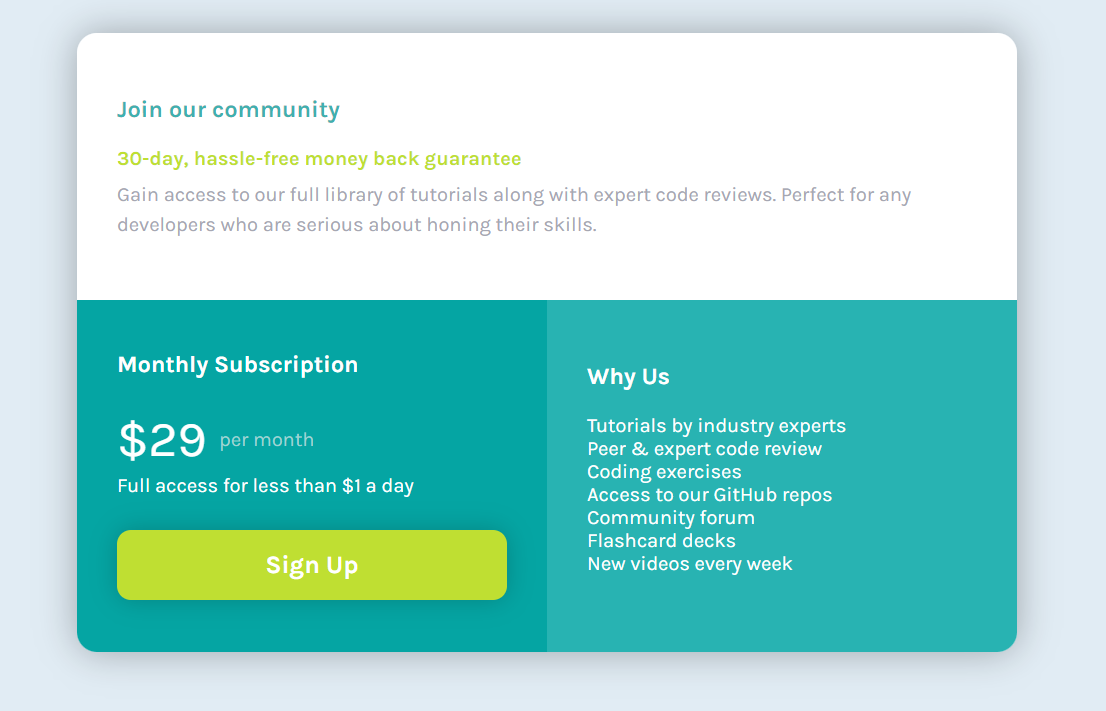 Join our community
30-day, hassle-free money back guarantee
Gain access to our full library of tutorials along with expert code reviews. Perfect for any
developers who are serious about honing their skills.
Monthly Subscription
$29 per month
Full access for less than $1 a day
Sign Up
Why Us
Tutorials by industry experts
Peer & expert code review
Coding exercises
Access to our GitHub repos
Community forum
Flashcard decks
New videos every week